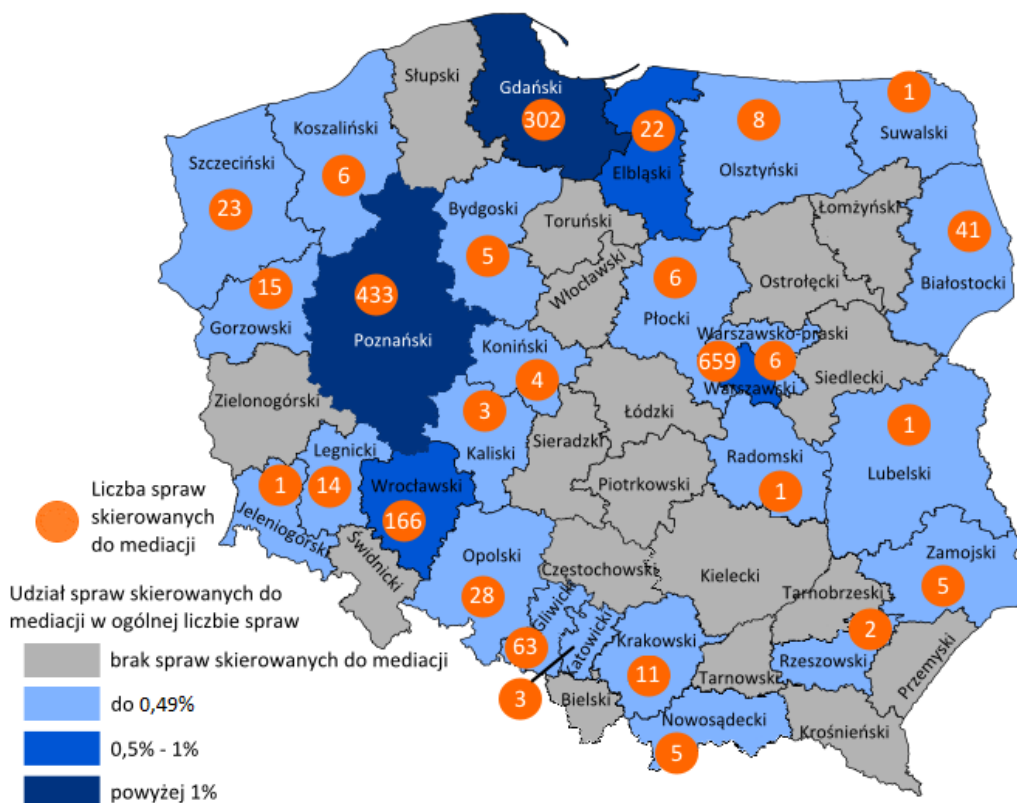 Słupski
Gdański
302
22
Elbląski
8
Olsztyński
1
Suwalski
Koszaliński
6
Szczeciński
23
Bydgoski
5
Toruński
Włocławski
Łomżyński
41
Białostocki
Ostrołęcki
6
Płocki
15
Gorzowski
433
Poznański
Koniński
4
Warszawsko-praski
659
6
Warszawski
Siedlecki
Zielonogórski
3
Kaliski
Sieradzki
Łódzki
Piotrkowski
Radomski
1
1
Lubelski
Legnicki
1
14
Jeleniogórski
Wrocławski
166
Świdnicki
Opolski
28
Częstochowski
Kielecki
Zamojski
5
Tarnobrzeski
2
Gliwicki
63
Katowicki
3
Krakowski
11
Tarnowski
Rzeszowski
Przemyski
Bielski
Nowosądecki
5
Krośnieński
Liczba spraw
skierowanych
do mediacji
Udział spraw skierowanych do
mediacji w ogólnej liczbie spraw
brak spraw skierowanych do mediacji
do 0,49%
0,5% - 1%
powyżej 1%